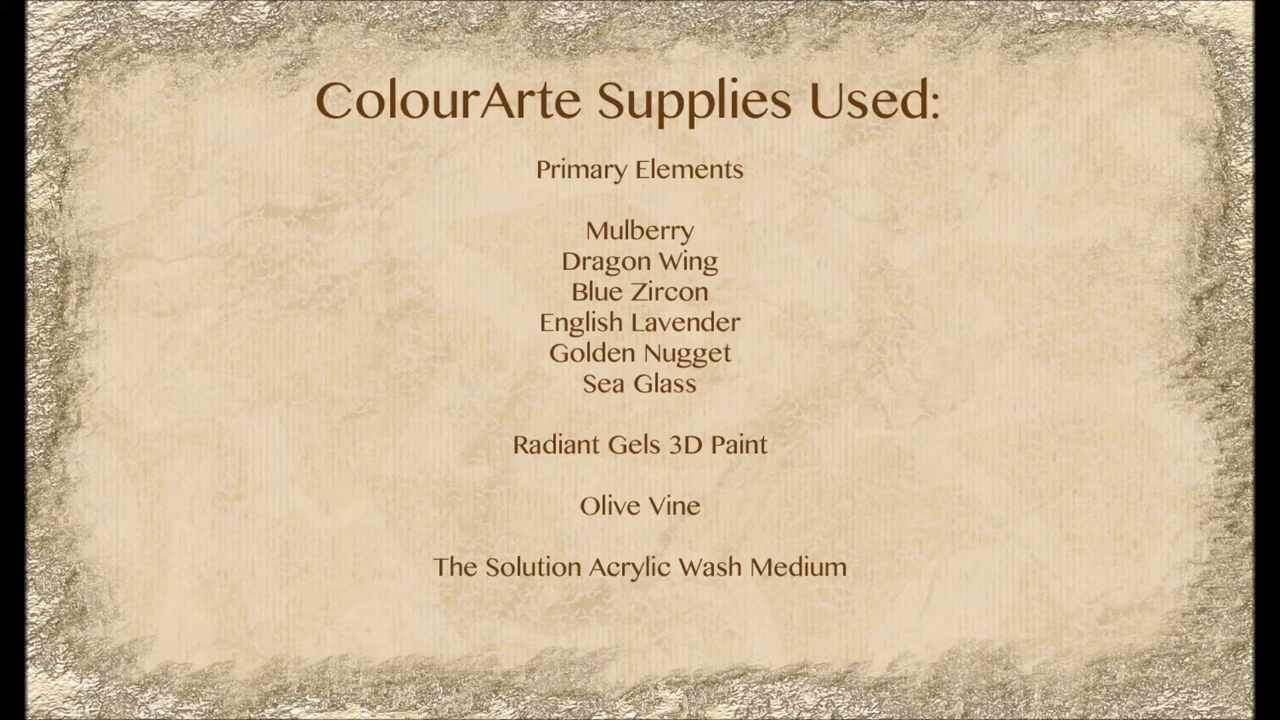 ColourArte Supplies Used:
Primary Elements
Mulberry
Dragon Wing
Blue Zircon
English Lavender
Golden Nugget
Sea Glass
Radiant Gels 3D Paint
Olive Vine
The Solution Acrylic Wash Medium